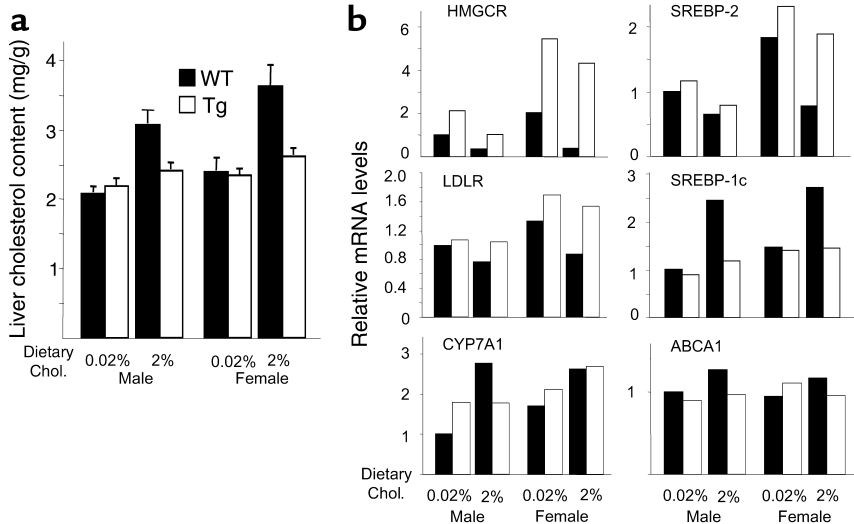 a
Liver cholesterol content (mg/g)
4
3
2
1
WT
Tg
Dietary
Chol.
0.02% 2% 0.02% 2%
Male Female
b
Relative mRNA levels
HMGCR
6
4
2
0
SREBP-2
2
1
0
LDLR
2.0
1.6
1.2
0.8
0.4
0
SREBP-1c
3
2
1
0
CYP7A1
3
2
1
ABCA1
1
Dietary
Chol.
0.02% 2% 0.02% 2%
Male Female
0.02% 2% 0.02% 2%
Male Female